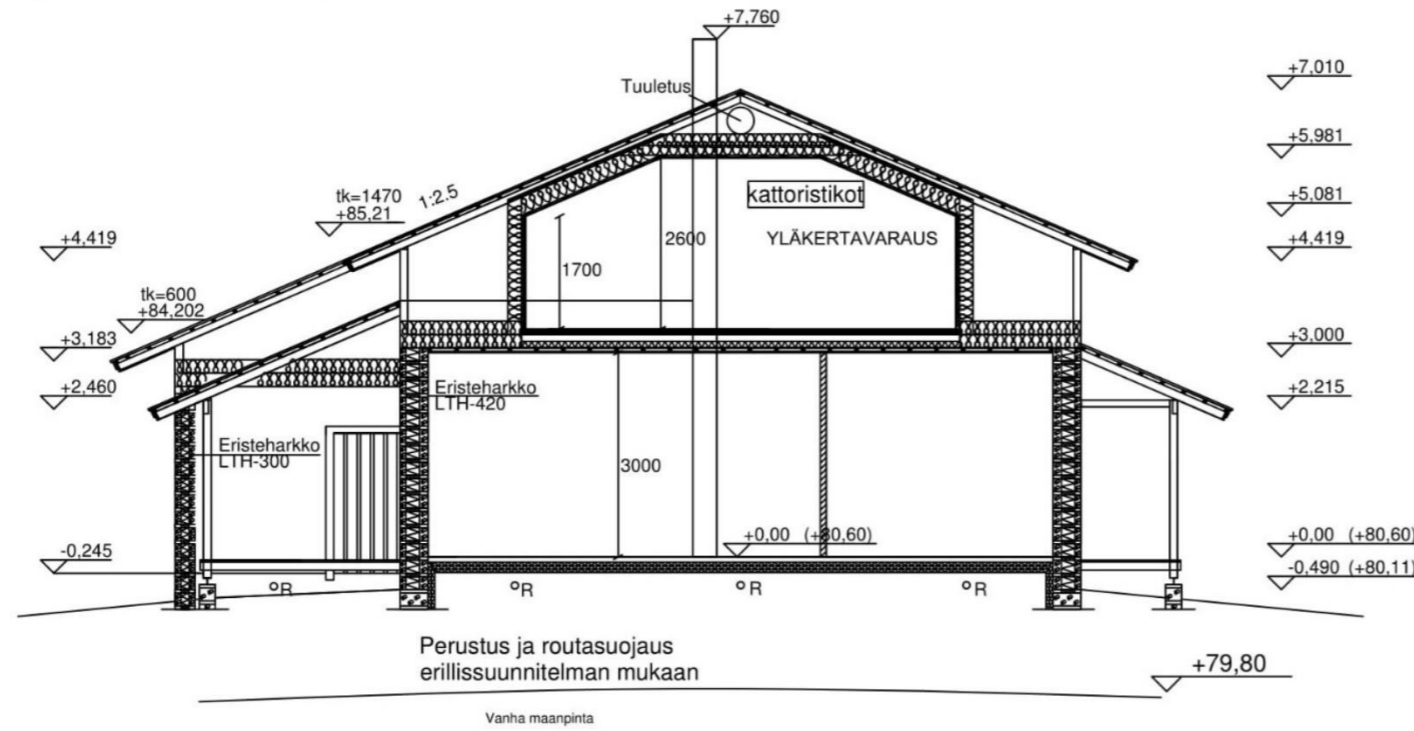 +7,760
+7,010
Tuuletus
+5,981
kattoristikot
tk=1470
+85,21
1:2.5
+5,081
+4,419
2600
YLÄKERTAVARAUS
+4,419
1700
tk=600
+84,202
+3,183
+3.000
+2,460
Eristeharkko
LTH-420
+2,215
Eristeharkko
LTH-300
3000
-0,245
+0,00 (+80,60)
+0,00 (+80,60)
-0,490 (+80,11)
R
R
R
R
Perustus ja routasuojaus
erillissuunnitelman mukaan
+79,80
Vanha maanpinta